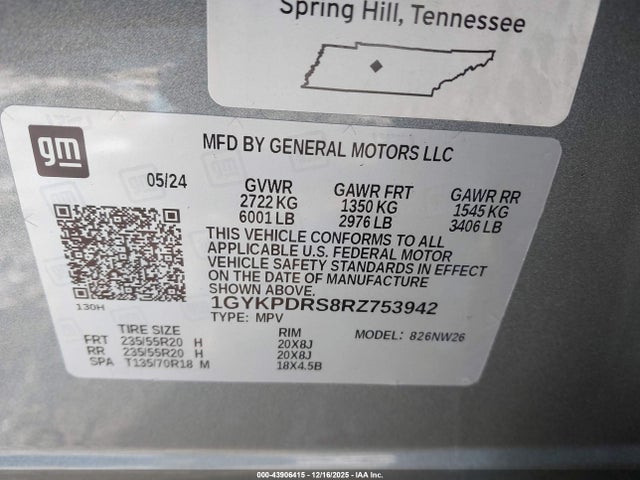 Spring Hill, Tennessee
gm
MFD BY GENERAL MOTORS LLC
05/24 GVWR GAWR FRT GAWR RR
2722 KG 1350 KG 1545 KG
6001 LB 2976 LB 3406 LB
THIS VEHICLE CONFORMS TO ALL
APPLICABLE U.S. FEDERAL MOTOR
VEHICLE SAFETY STANDARDS IN EFFECT
ON THE DATE OF MANUFACTURE
SHOWN ABOVE.
1GYKPDRS8RZ753942
130H
TYPE: MPV MODEL: 826NW26
TIRE SIZE RIM
FRT 235/55R20 H 20X8J
RR 235/55R20 H 20X8J
SPA T135/70R18 M 18X4.5B
000-43906415 - 12/16/2025 - IAA Inc.